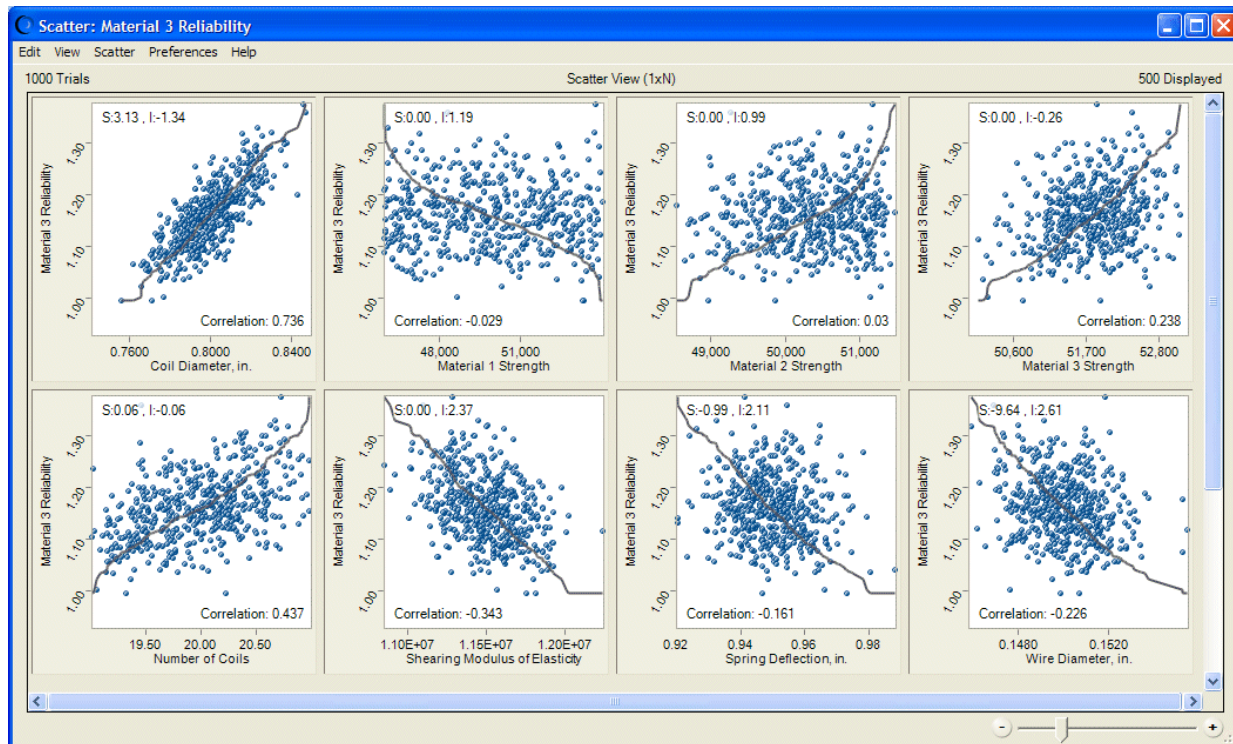 Scatter: Material 3 Reliability
Edit View Scatter Preferences Help
1000 Trials Scatter View (1xN) 500 Displayed
S:3.13 , I:-1.34
Material 3 Reliability
1.30
1.20
1.10
1.00
Correlation: 0.736
0.7600 0.8000 0.8400
Coil Diameter, in.
S:0.00 , I:1.19
Material 3 Reliability
1.30
1.20
1.10
1.00
Correlation: -0.029
48,000 51,000
Material 1 Strength
S:0.00 , I:0.99
Material 3 Reliability
1.30
1.20
1.10
1.00
Correlation: 0.03
49,000 50,000 51,000
Material 2 Strength
S:0.00 , I:-0.26
Material 3 Reliability
1.30
1.20
1.10
1.00
Correlation: 0.238
50,600 51,700 52,800
Material 3 Strength
S:0.06 , I:-0.06
Material 3 Reliability
1.30
1.20
1.10
1.00
Correlation: 0.437
19.50 20.00 20.50
Number of Coils
S:0.00 , I:2.37
Material 3 Reliability
1.30
1.20
1.10
1.00
Correlation: -0.343
1.10E+07 1.15E+07 1.20E+07
Shearing Modulus of Elasticity
S:-0.99 , I:2.11
Material 3 Reliability
1.30
1.20
1.10
1.00
Correlation: -0.161
0.92 0.94 0.96 0.98
Spring Deflection, in.
S:-9.64 , I:2.61
Material 3 Reliability
1.30
1.20
1.10
1.00
Correlation: -0.226
0.1480 0.1520
Wire Diameter, in.